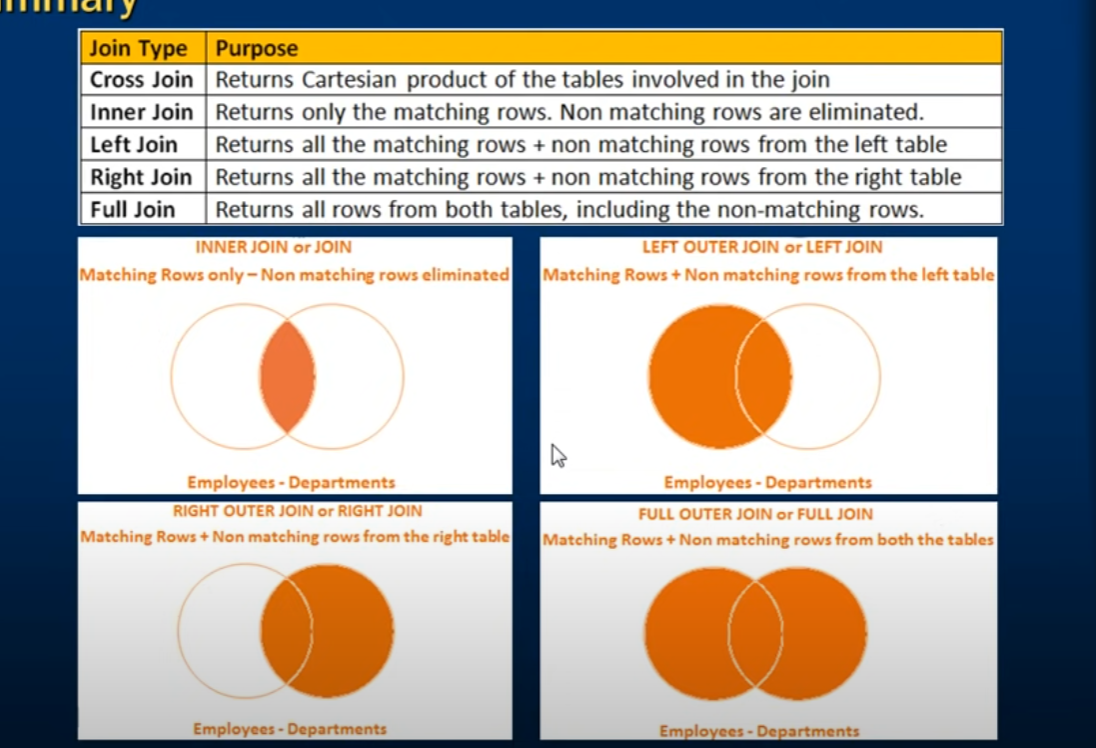 Join Type Purpose
Cross Join Returns Cartesian product of the tables involved in the join
Inner Join Returns only the matching rows. Non matching rows are eliminated.
Left Join Returns all the matching rows + non matching rows from the left table
Right Join Returns all the matching rows + non matching rows from the right table
Full Join Returns all rows from both tables, including the non-matching rows.
INNER JOIN or JOIN
Matching Rows only – Non matching rows eliminated
Employees - Departments
LEFT OUTER JOIN or LEFT JOIN
Matching Rows + Non matching rows from the left table
Employees - Departments
RIGHT OUTER JOIN or RIGHT JOIN
Matching Rows + Non matching rows from the right table
Employees - Departments
FULL OUTER JOIN or FULL JOIN
Matching Rows + Non matching rows from both the tables
Employees - Departments